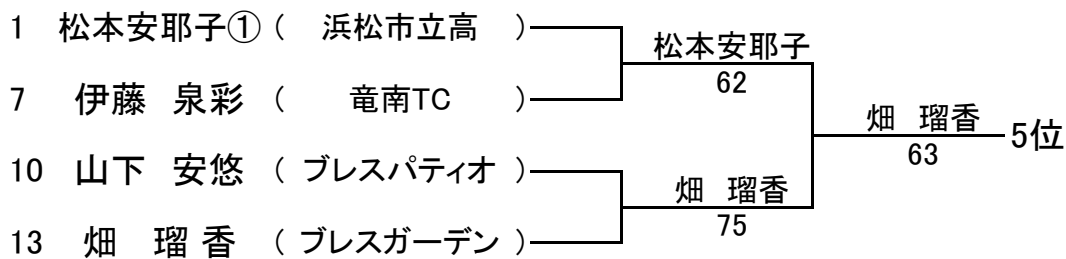 1 松本安耶子① ( 浜松市立高 )
松本安耶子
62
7 伊藤 泉彩 ( 竜南TC )
畑 瑠香 5位
63
10 山下 安悠 ( ブレスパティオ )
畑 瑠香
75
13 畑 瑠香 ( ブレスガーデン )